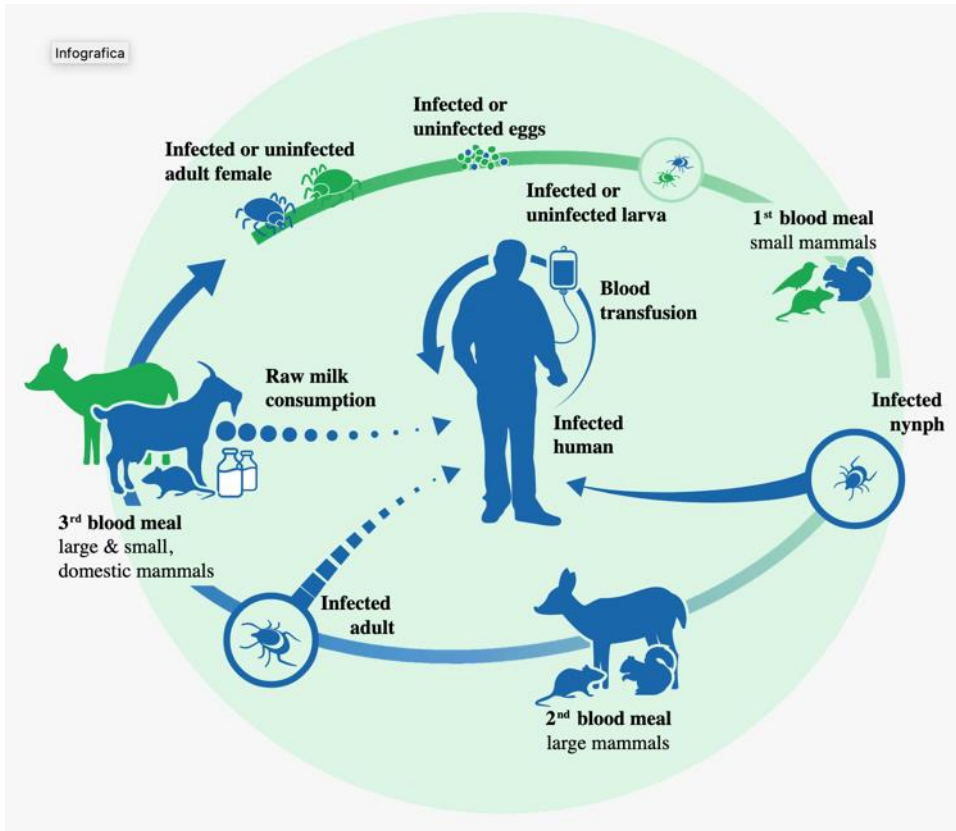 Infografica
Infected or
uninfected eggs
Infected or uninfected
adult female
Infected or
uninfected larva
1st blood meal
small mammals
Blood
transfusion
Raw milk
consumption
Infected
human
Infected
nynph
3rd blood meal
large & small,
domestic mammals
Infected
adult
2nd blood meal
large mammals